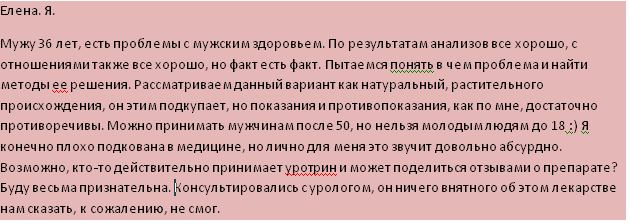 Елена. Я.
Мужу 36 лет, есть проблемы с мужским здоровьем. По результатам анализов все хорошо, с
отношениями также все хорошо, но факт есть факт. Пытаемся понять в чем проблема и найти
методы ее решения. Рассматриваем данный вариант как натуральный, растительного
происхождения, он этим подкупает, но показания и противопоказания, как по мне, достаточно
противоречивы. Можно принимать мужчинам после 50, но нельзя молодым людям до 18 ;) Я
конечно плохо подкована в медицине, но лично для меня это звучит довольно абсурдно.
Возможно, кто-то действительно принимает уротрин и может поделиться отзывами о препарате?
Буду весьма признательна. Консультировались с урологом, он ничего внятного об этом лекарстве
нам сказать, к сожалению, не смог.